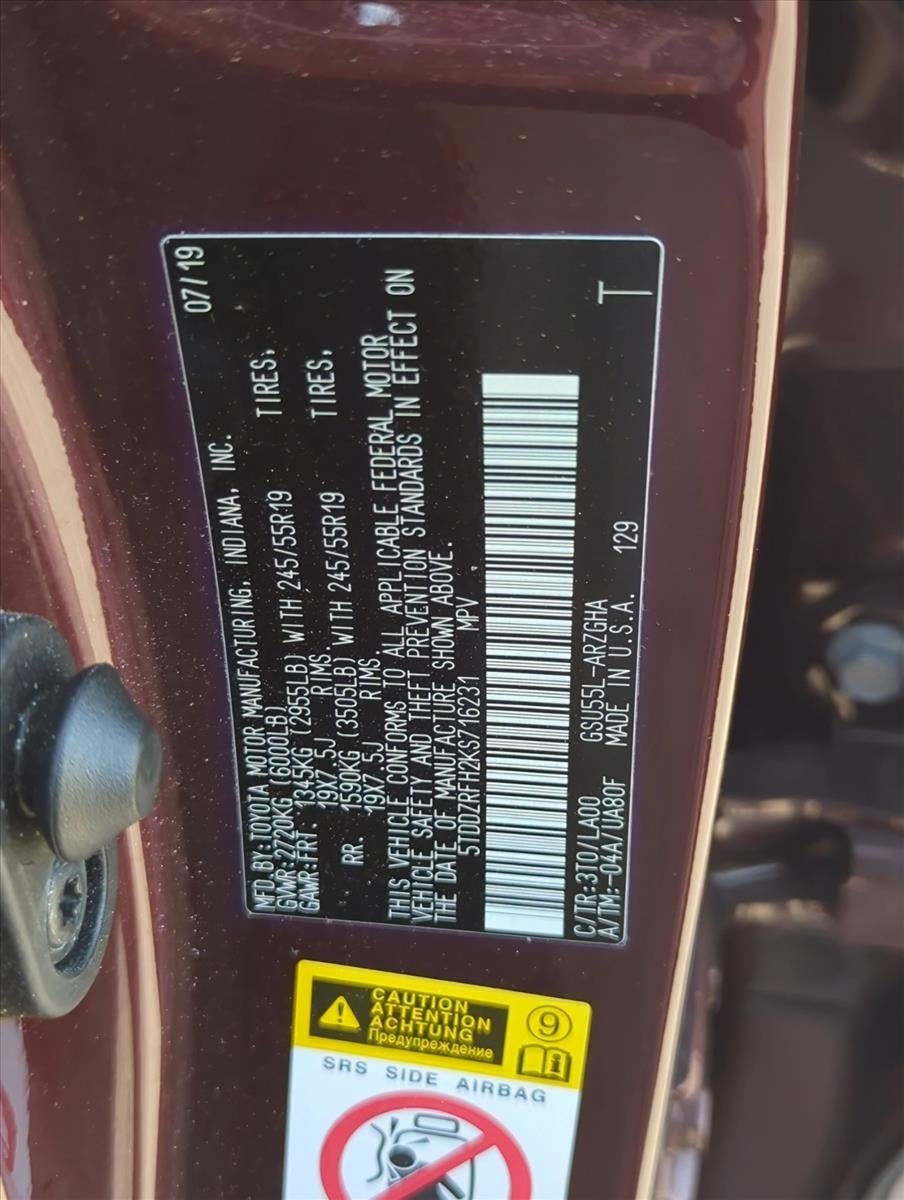 07/19
MFD.BY:TOYOTA MOTOR MANUFACTURING, INDIANA, INC.
GVWR:2720KG (6000LB)
GAWR:FRT 1345KG (2955LB) WITH 245/55R19 TIRES,
19X7.5J RIMS
RR. 1590KG (3505LB) WITH 245/55R19 TIRES,
19X7.5J RIMS
THIS VEHICLE CONFORMS TO ALL APPLICABLE FEDERAL MOTOR
VEHICLE SAFETY AND THEFT PREVENTION STANDARDS IN EFFECT ON
THE DATE OF MANUFACTURE SHOWN ABOVE.
5TDDZRFH2KS716231 MPV
C/TR:3T0/LA00 GSU55L-ARZGHA
A/TM:-04A/UA80F MADE IN U.S.A. 129 T
CAUTION
ATTENTION
ACHTUNG
Предупреждение
9
i
SRS SIDE AIRBAG